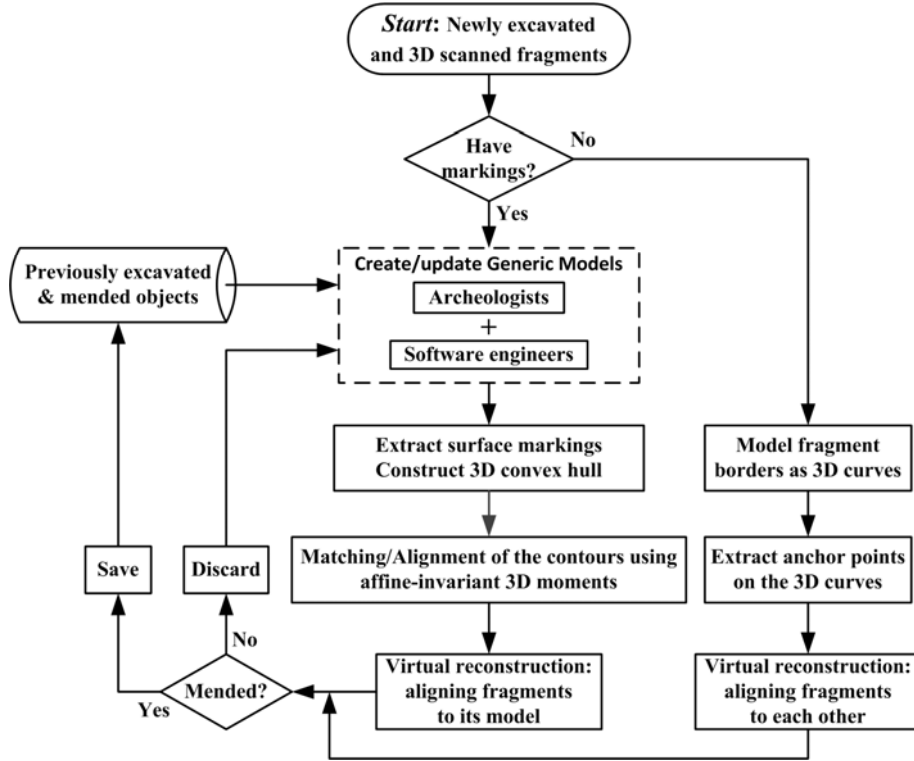 Start: Newly excavated
and 3D scanned fragments
Have
markings?
No
Yes
Create/update Generic Models
Archeologists
+
Software engineers
Previously excavated
& mended objects
Extract surface markings
Construct 3D convex hull
Model fragment
borders as 3D curves
Matching/Alignment of the contours using
affine-invariant 3D moments
Extract anchor points
on the 3D curves
Save
Discard
No
Mended?
Yes
Virtual reconstruction:
aligning fragments
to its model
Virtual reconstruction:
aligning fragments
to each other